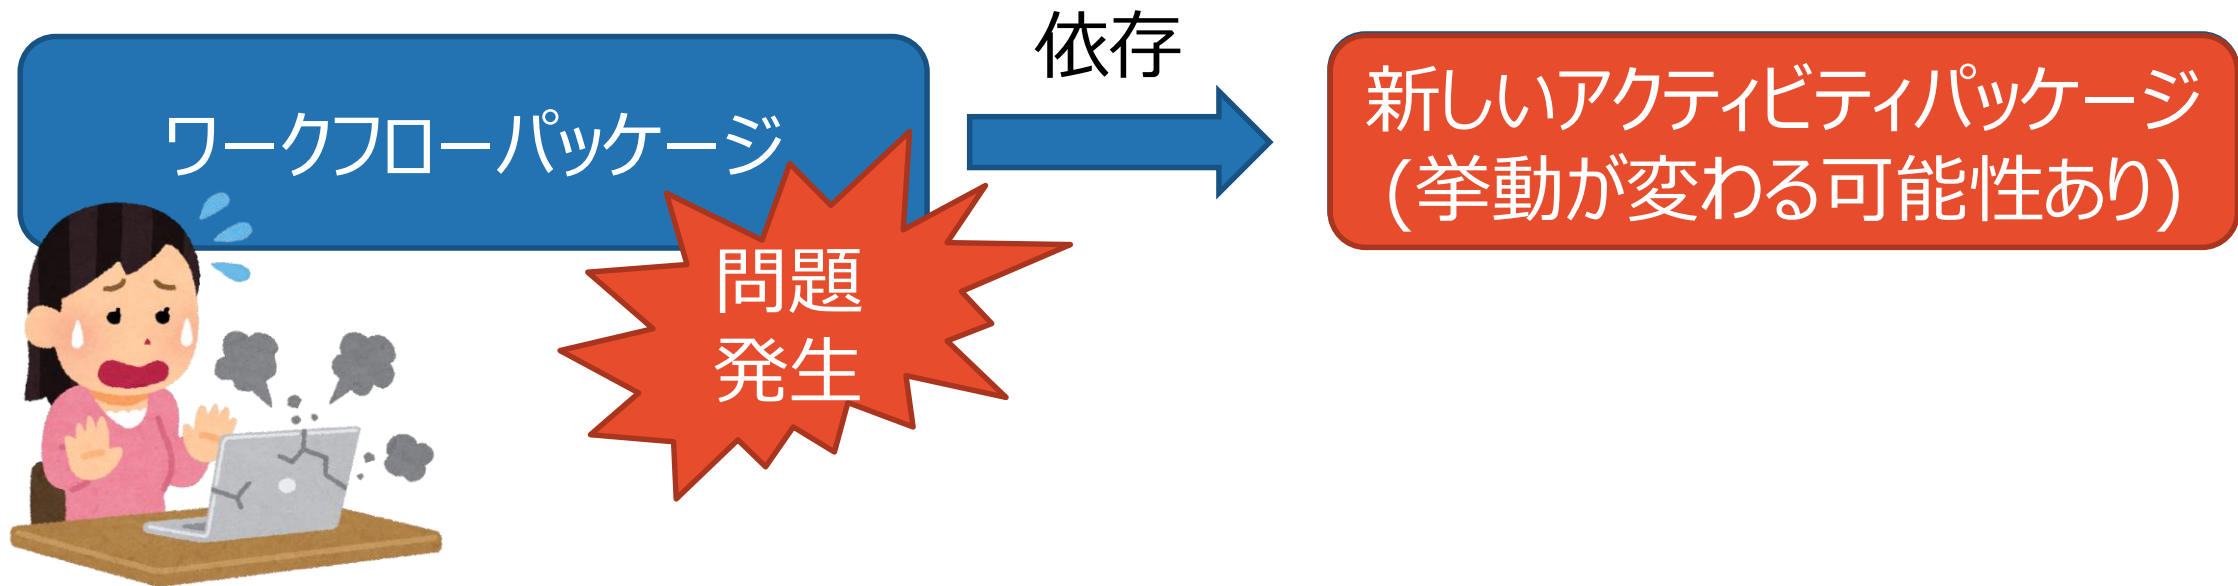 依存
ワークフローパッケージ
新しいアクティビティパッケージ
(挙動が変わる可能性あり)
問題
発生